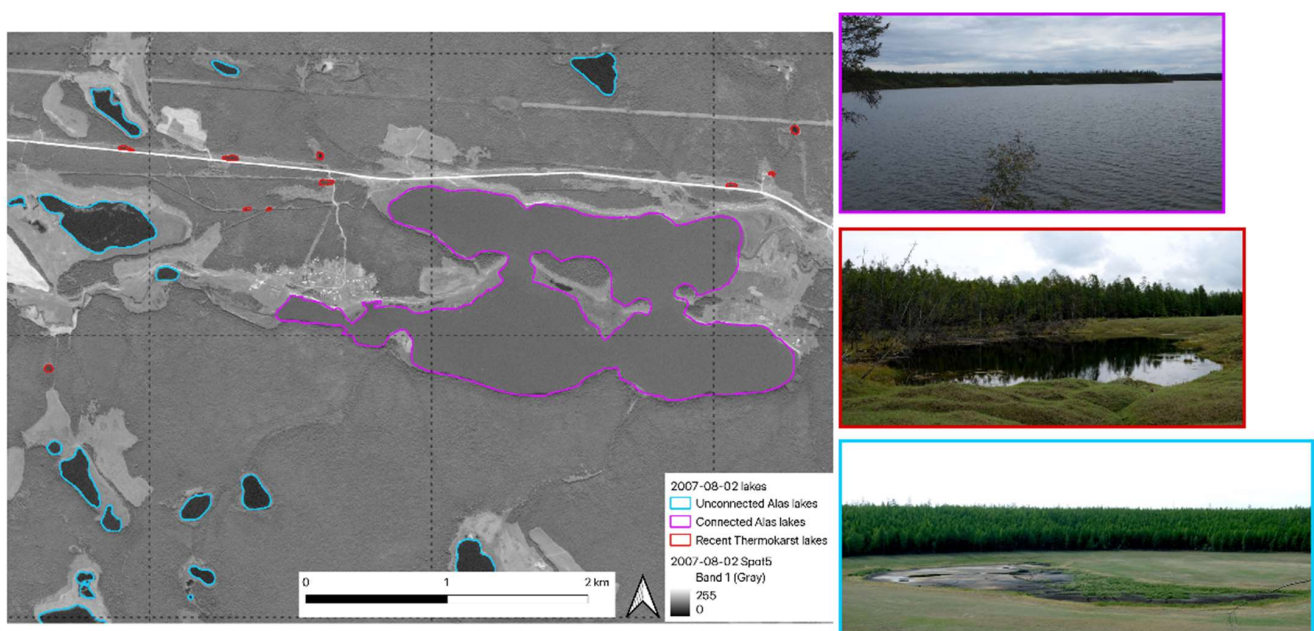 2007-08-02 lakes
Unconnected Alas lakes
Connected Alas lakes
Recent Thermokarst lakes
2007-08-02 Spot5
Band 1 (Gray)
255
0
0 1 2 km